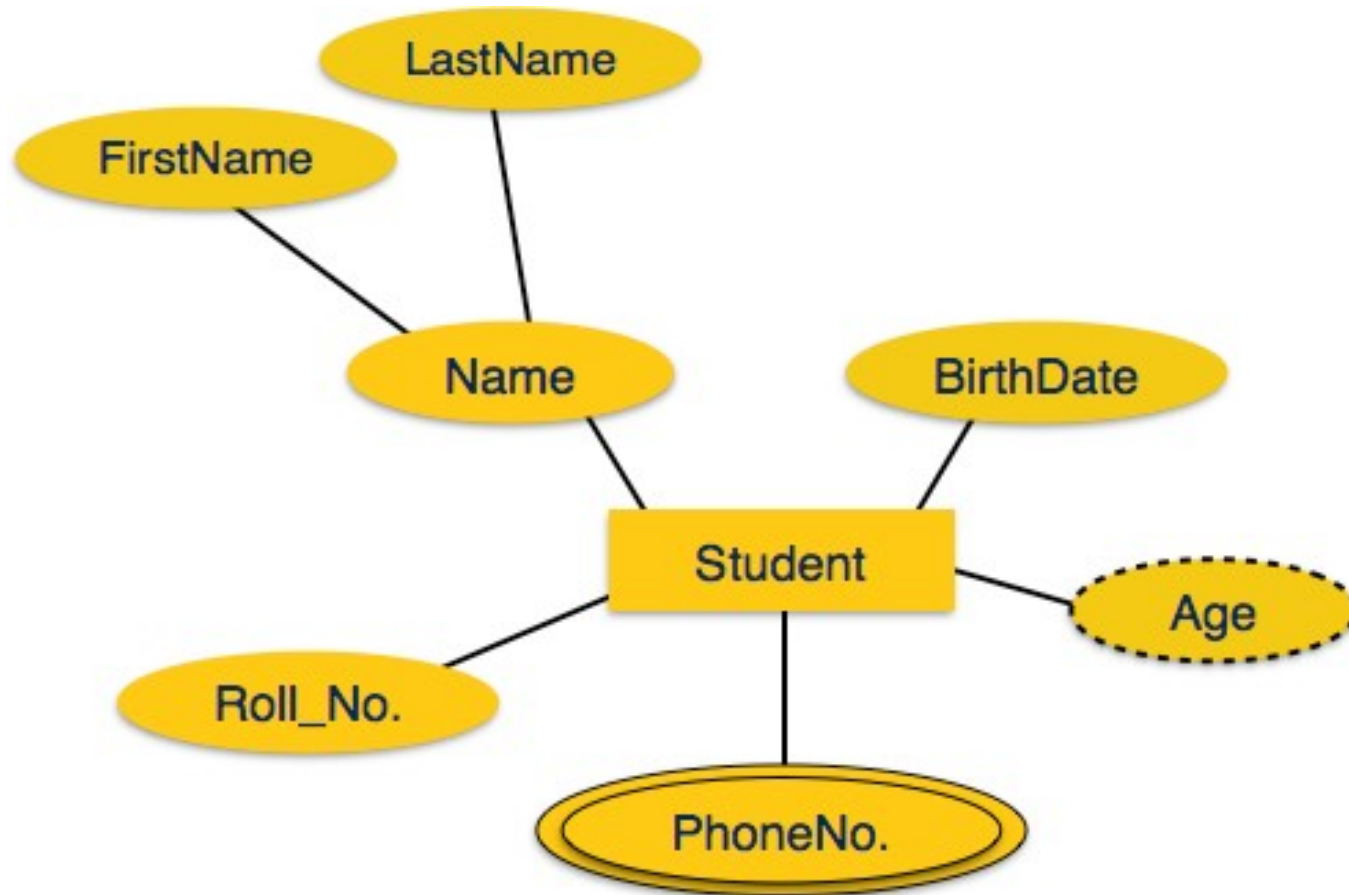 LastName
FirstName
Name
BirthDate
Student
Age
Roll_No.
PhoneNo.